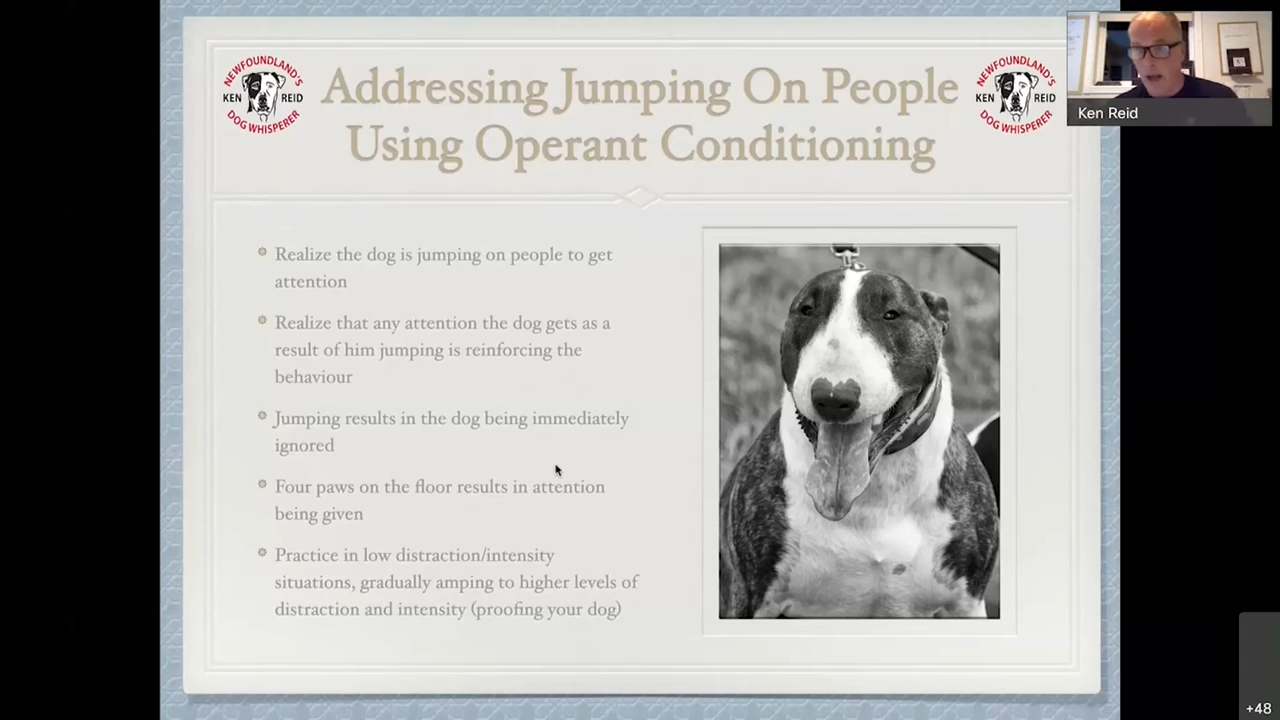 NEWFOUNDLAND'S
KEN REID
DOG WHISPERER
Addressing Jumping On People
Using Operant Conditioning
NEWFOUNDLAND'S
KEN REID
DOG WHISPERER
Ken Reid
Realize the dog is jumping on people to get
attention
Realize that any attention the dog gets as a
result of him jumping is reinforcing the
behaviour
Jumping results in the dog being immediately
ignored
Four paws on the floor results in attention
being given
Practice in low distraction/intensity
situations, gradually amping to higher levels of
distraction and intensity (proofing your dog)
+48